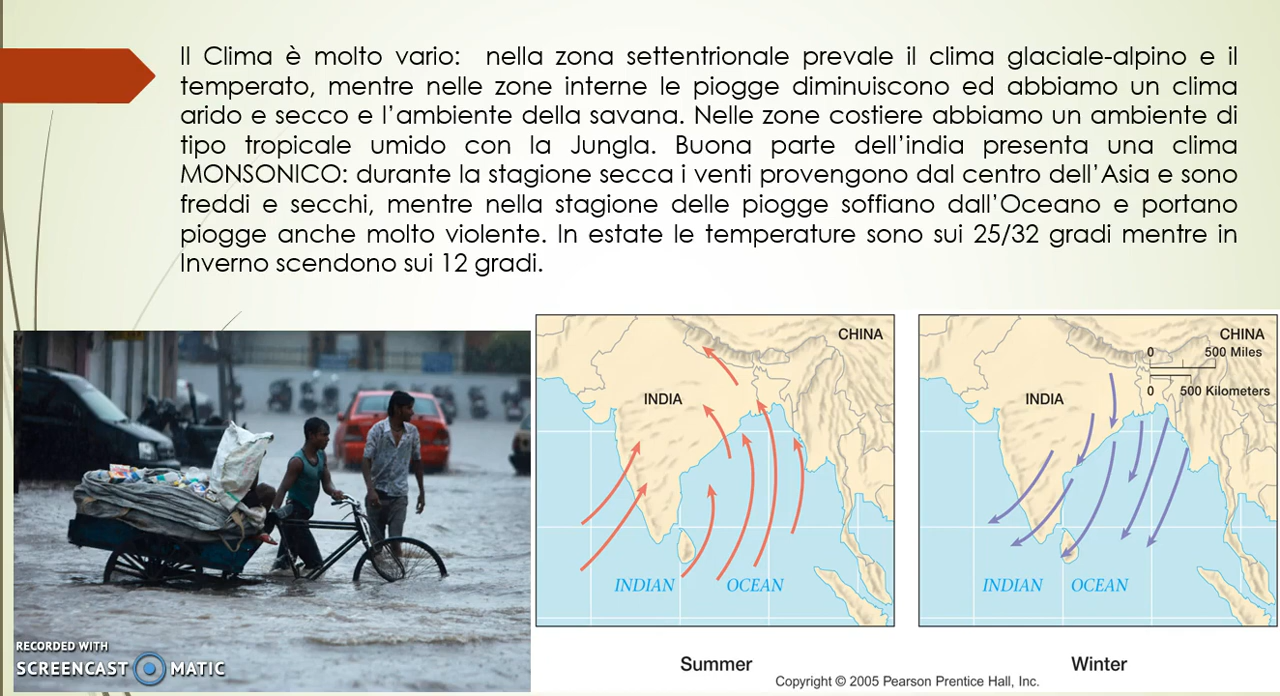 Il Clima è molto vario: nella zona settentrionale prevale il clima glaciale-alpino e il
temperato, mentre nelle zone interne le piogge diminuiscono ed abbiamo un clima
arido e secco e l'ambiente della savana. Nelle zone costiere abbiamo un ambiente di
tipo tropicale umido con la Jungla. Buona parte dell'india presenta una clima
MONSONICO: durante la stagione secca i venti provengono dal centro dell'Asia e sono
freddi e secchi, mentre nella stagione delle piogge soffiano dall'Oceano e portano
piogge anche molto violente. In estate le temperature sono sui 25/32 gradi mentre in
Inverno scendono sui 12 gradi.
CHINA
INDIA
INDIAN OCEAN
Summer
CHINA
0 500 Miles
0 500 Kilometers
INDIA
INDIAN OCEAN
Winter
Copyright © 2005 Pearson Prentice Hall, Inc.
RECORDED WITH
SCREENCAST MATIC